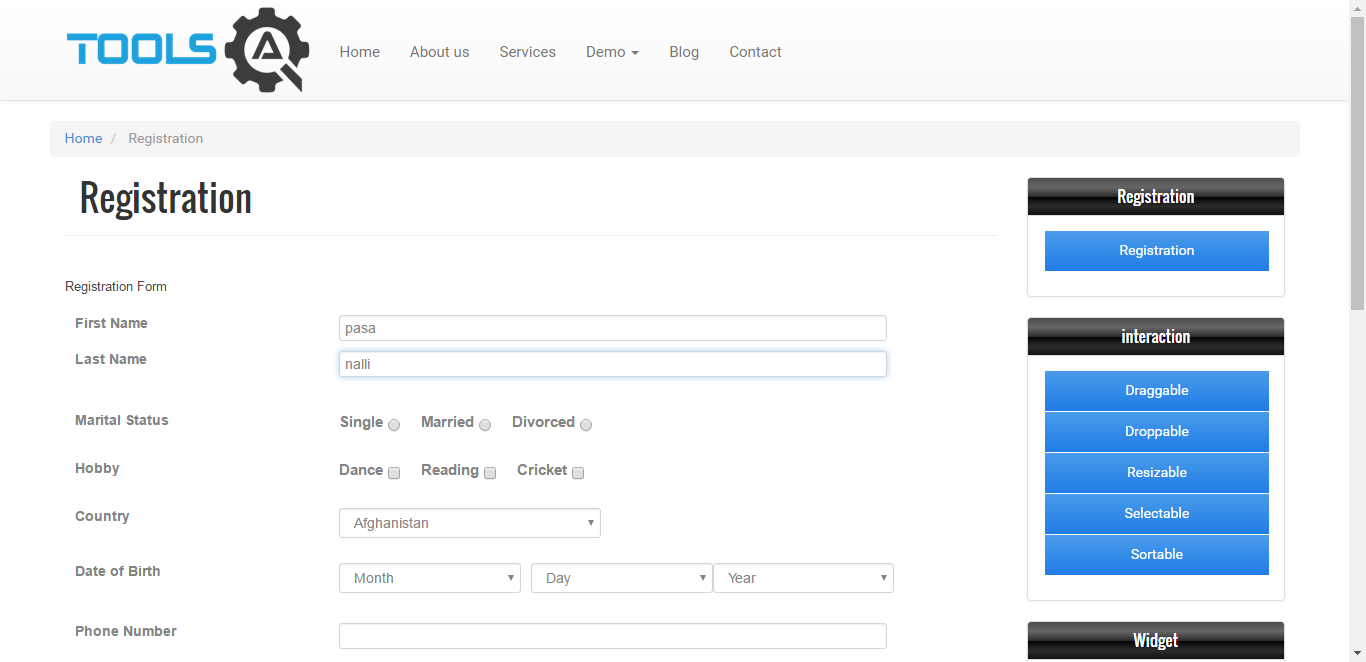 TOOLS QA
Home About us Services Demo Blog Contact
Home / Registration
Registration
Registration Form
First Name pasa
Last Name nalli
Marital Status Single Married Divorced
Hobby Dance Reading Cricket
Country Afghanistan
Date of Birth Month Day Year
Phone Number
Registration
Registration
interaction
Draggable
Droppable
Resizable
Selectable
Sortable
Widget